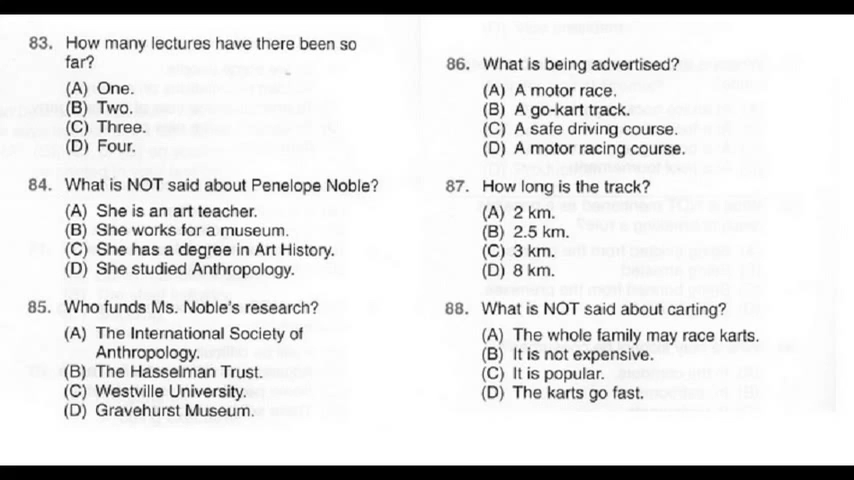 83. How many lectures have there been so
far?
(A) One.
(B) Two.
(C) Three.
(D) Four.
84. What is NOT said about Penelope Noble?
(A) She is an art teacher.
(B) She works for a museum.
(C) She has a degree in Art History.
(D) She studied Anthropology.
85. Who funds Ms. Noble's research?
(A) The International Society of
Anthropology.
(B) The Hasselman Trust.
(C) Westville University.
(D) Gravehurst Museum.
86. What is being advertised?
(A) A motor race.
(B) A go-kart track.
(C) A safe driving course.
(D) A motor racing course.
87. How long is the track?
(A) 2 km.
(B) 2.5 km.
(C) 3 km.
(D) 8 km.
88. What is NOT said about carting?
(A) The whole family may race karts.
(B) It is not expensive.
(C) It is popular.
(D) The karts go fast.